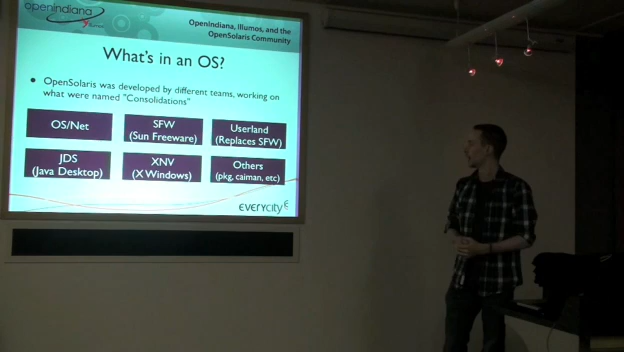 openindiana
OpenIndiana, Illumos, and the
OpenSolaris Community
What's in an OS?
● OpenSolaris was developed by different teams, working on
what were named "Consolidations"
OS/Net
SFW
(Sun Freeware)
Userland
(Replaces SFW)
JDS
(Java Desktop)
XNV
(X Windows)
Others
(pkg, caiman, etc)
everycity